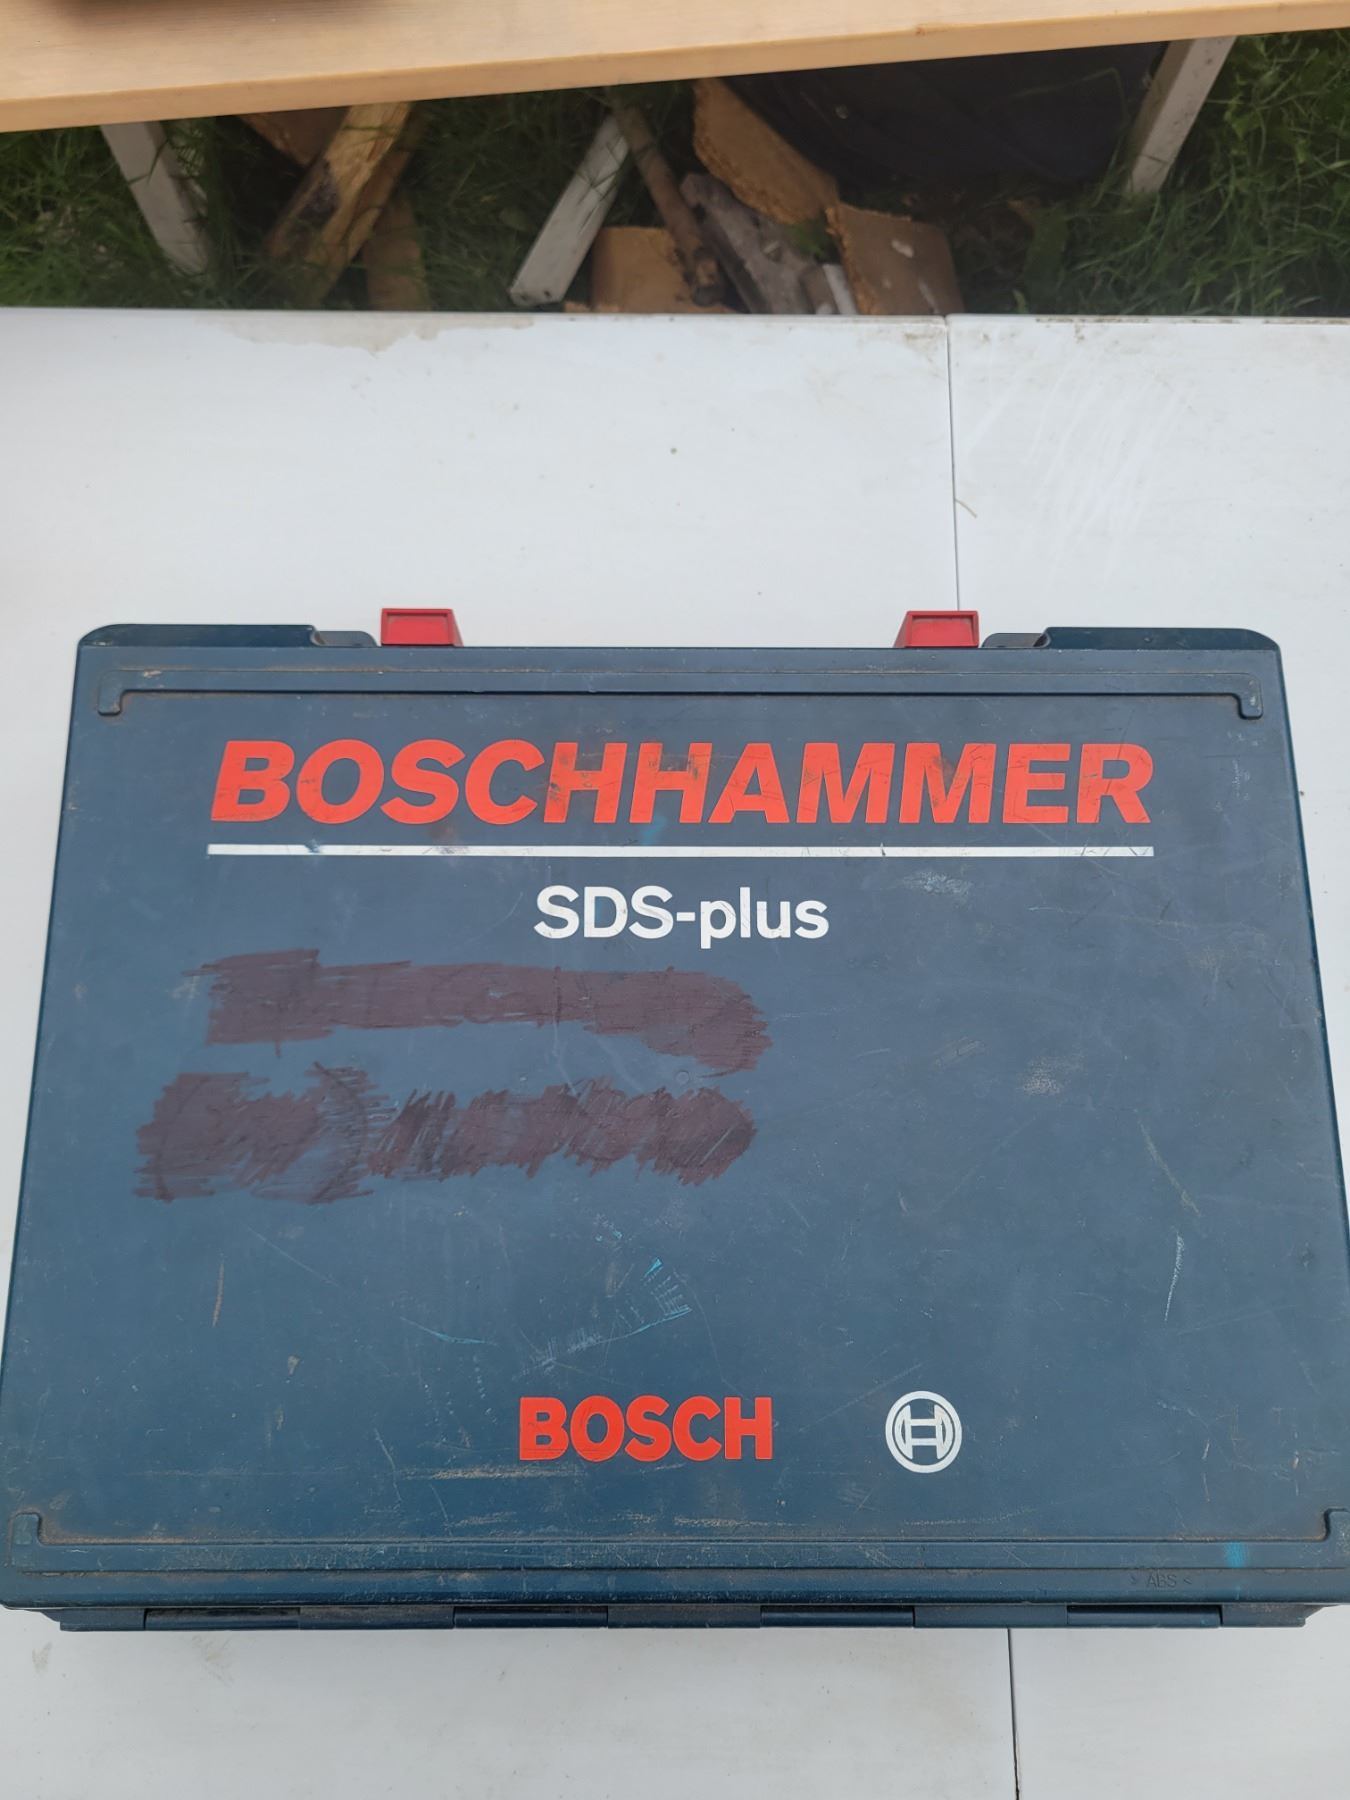 BOSCHHAMMER
SDS-plus
BOSCH
> ABS <